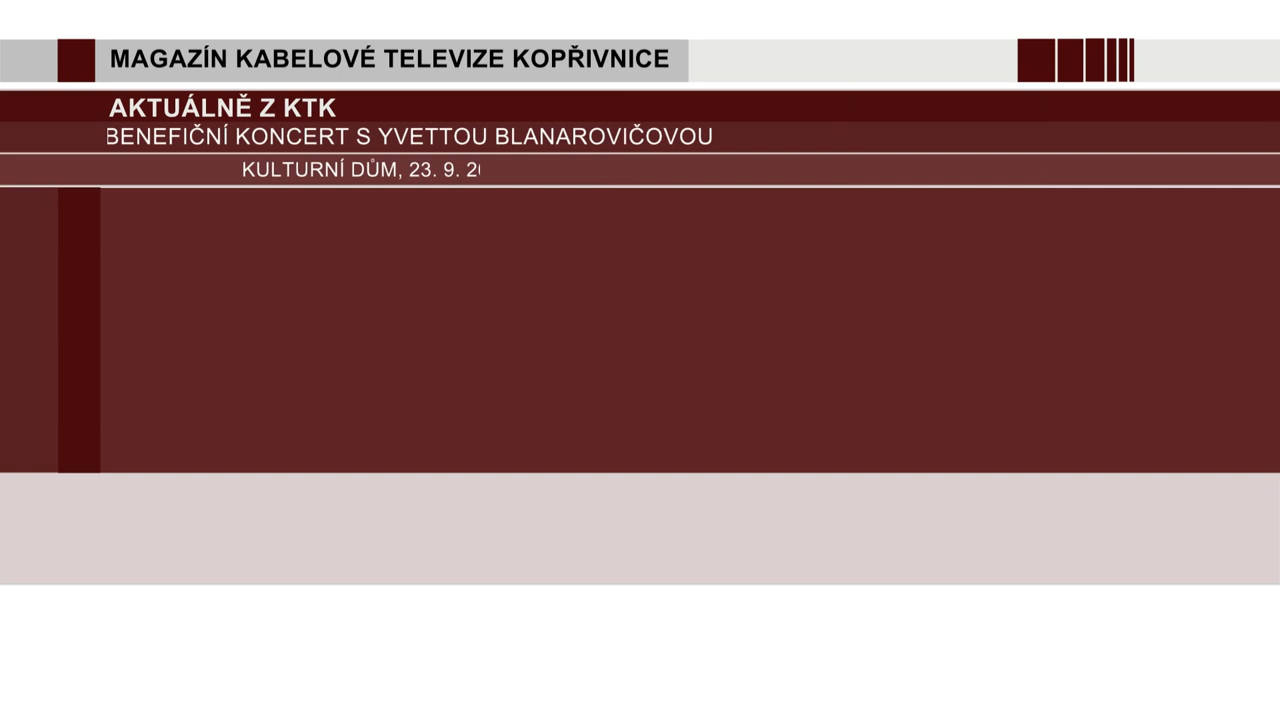 MAGAZÍN KABELOVÉ TELEVIZE KOPŘIVNICE
AKTUÁLNĚ Z KTK
BENEFIČNÍ KONCERT S YVETTOU BLANAROVIČOVOU
KULTURNÍ DŮM, 23. 9.